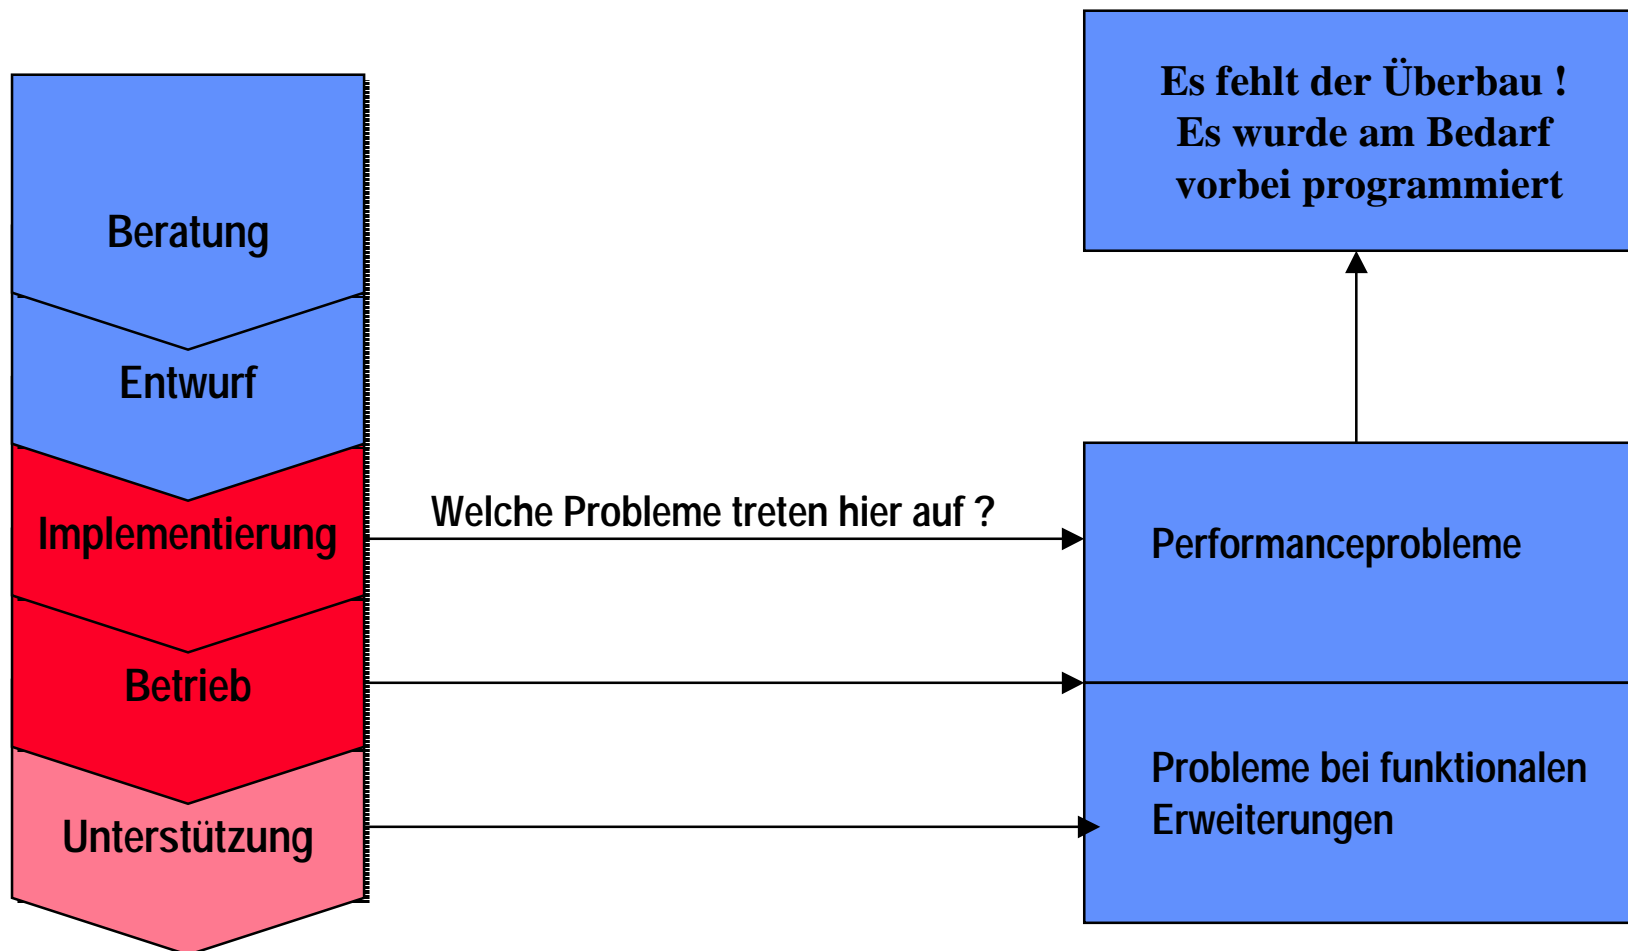 Es fehlt der Überbau !
Es wurde am Bedarf
vorbei programmiert
Beratung
Entwurf
Implementierung
Welche Probleme treten hier auf ?
Performanceprobleme
Betrieb
Probleme bei funktionalen
Erweiterungen
Unterstützung